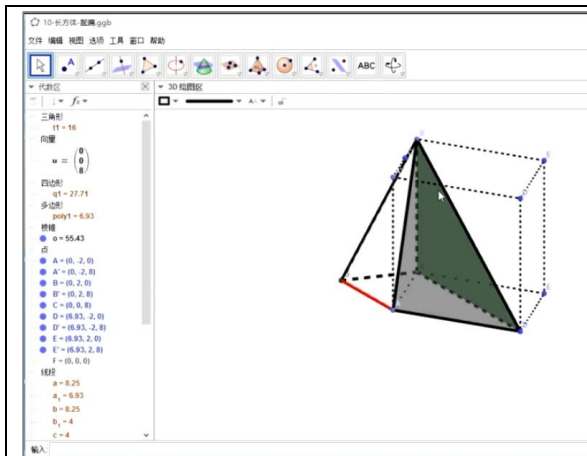 10-长方体-鳖臑.ggb
文件 编辑 视图 选项 工具 窗口 帮助
ABC
代数区
3D 绘图区
三角形
t1 = 16
向量
u = (0 0 8)
四边形
q1 = 27.71
多边形
poly1 = 6.93
棱锥
o = 55.43
点
A = (0, -2, 0)
A' = (0, -2, 8)
B = (0, 2, 0)
B' = (0, 2, 8)
C = (0, 0, 8)
D = (6.93, -2, 0)
D' = (6.93, -2, 8)
E = (6.93, 2, 0)
E' = (6.93, 2, 8)
F = (0, 0, 0)
线段
a = 8.25
a₁ = 6.93
b = 8.25
b₁ = 4
c = 4
输入: